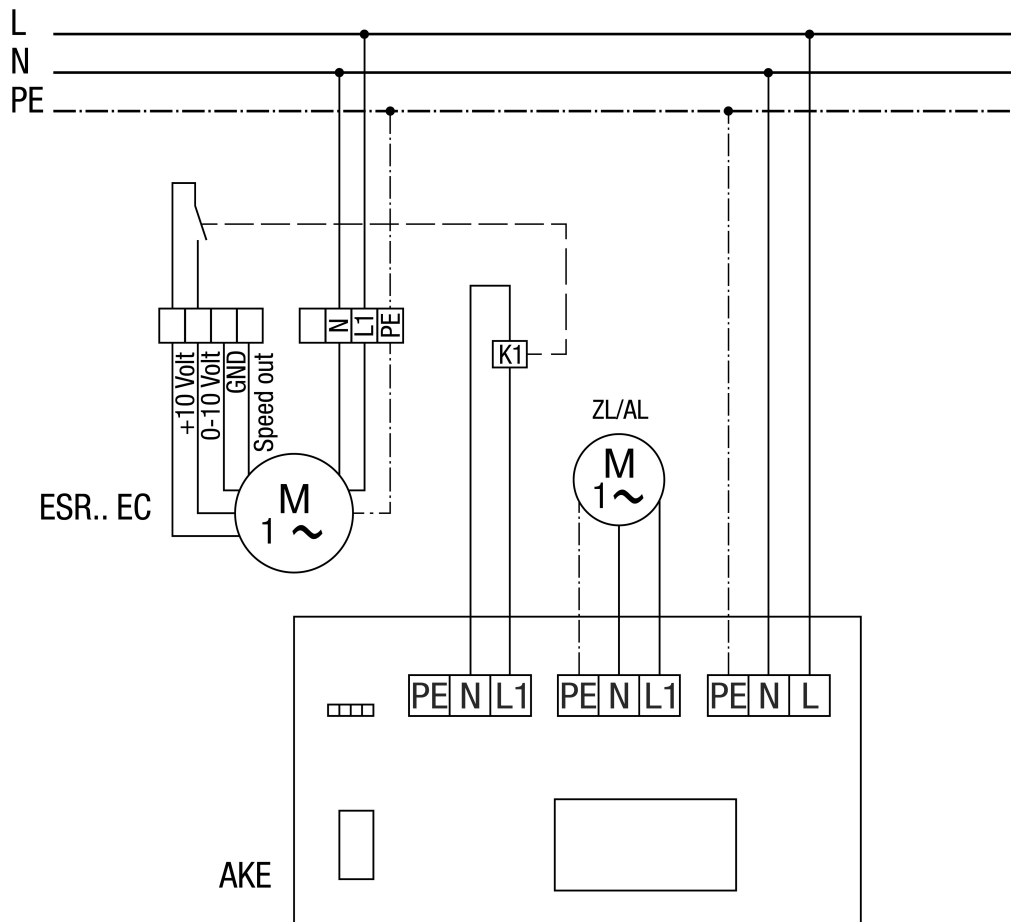 L
N
PE
N
L1
PE
+10 Volt
0-10 Volt
GND
Speed out
K1
ZL/AL
M
1 ~
ESR.. EC
M
1 ~
PE N L1
PE N L1
PE N L
AKE